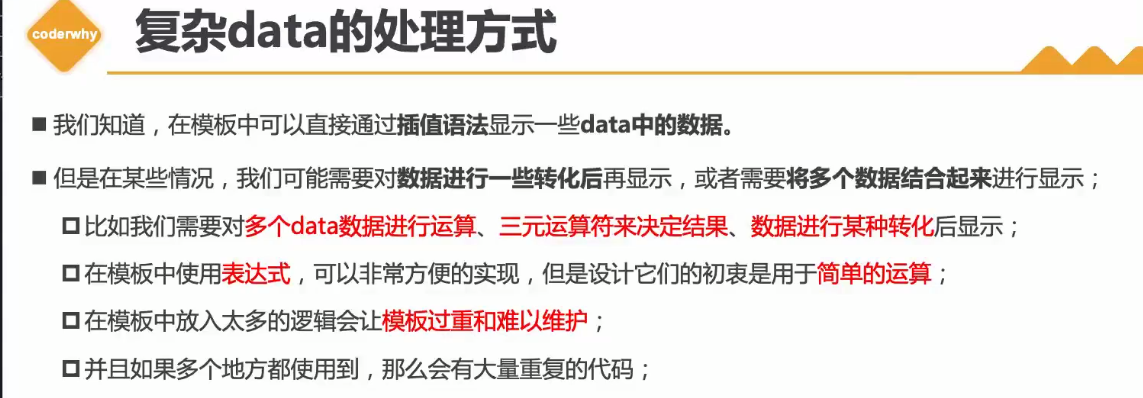 coderwhy
复杂data的处理方式
我们知道，在模板中可以直接通过插值语法显示一些data中的数据。
但是在某些情况，我们可能需要对数据进行一些转化后再显示，或者需要将多个数据结合起来进行显示；
比如我们需要对多个data数据进行运算、三元运算符来决定结果、数据进行某种转化后显示；
在模板中使用表达式，可以非常方便的实现，但是设计它们的初衷是用于简单的运算；
在模板中放入太多的逻辑会让模板过重和难以维护；
并且如果多个地方都使用到，那么会有大量重复的代码；